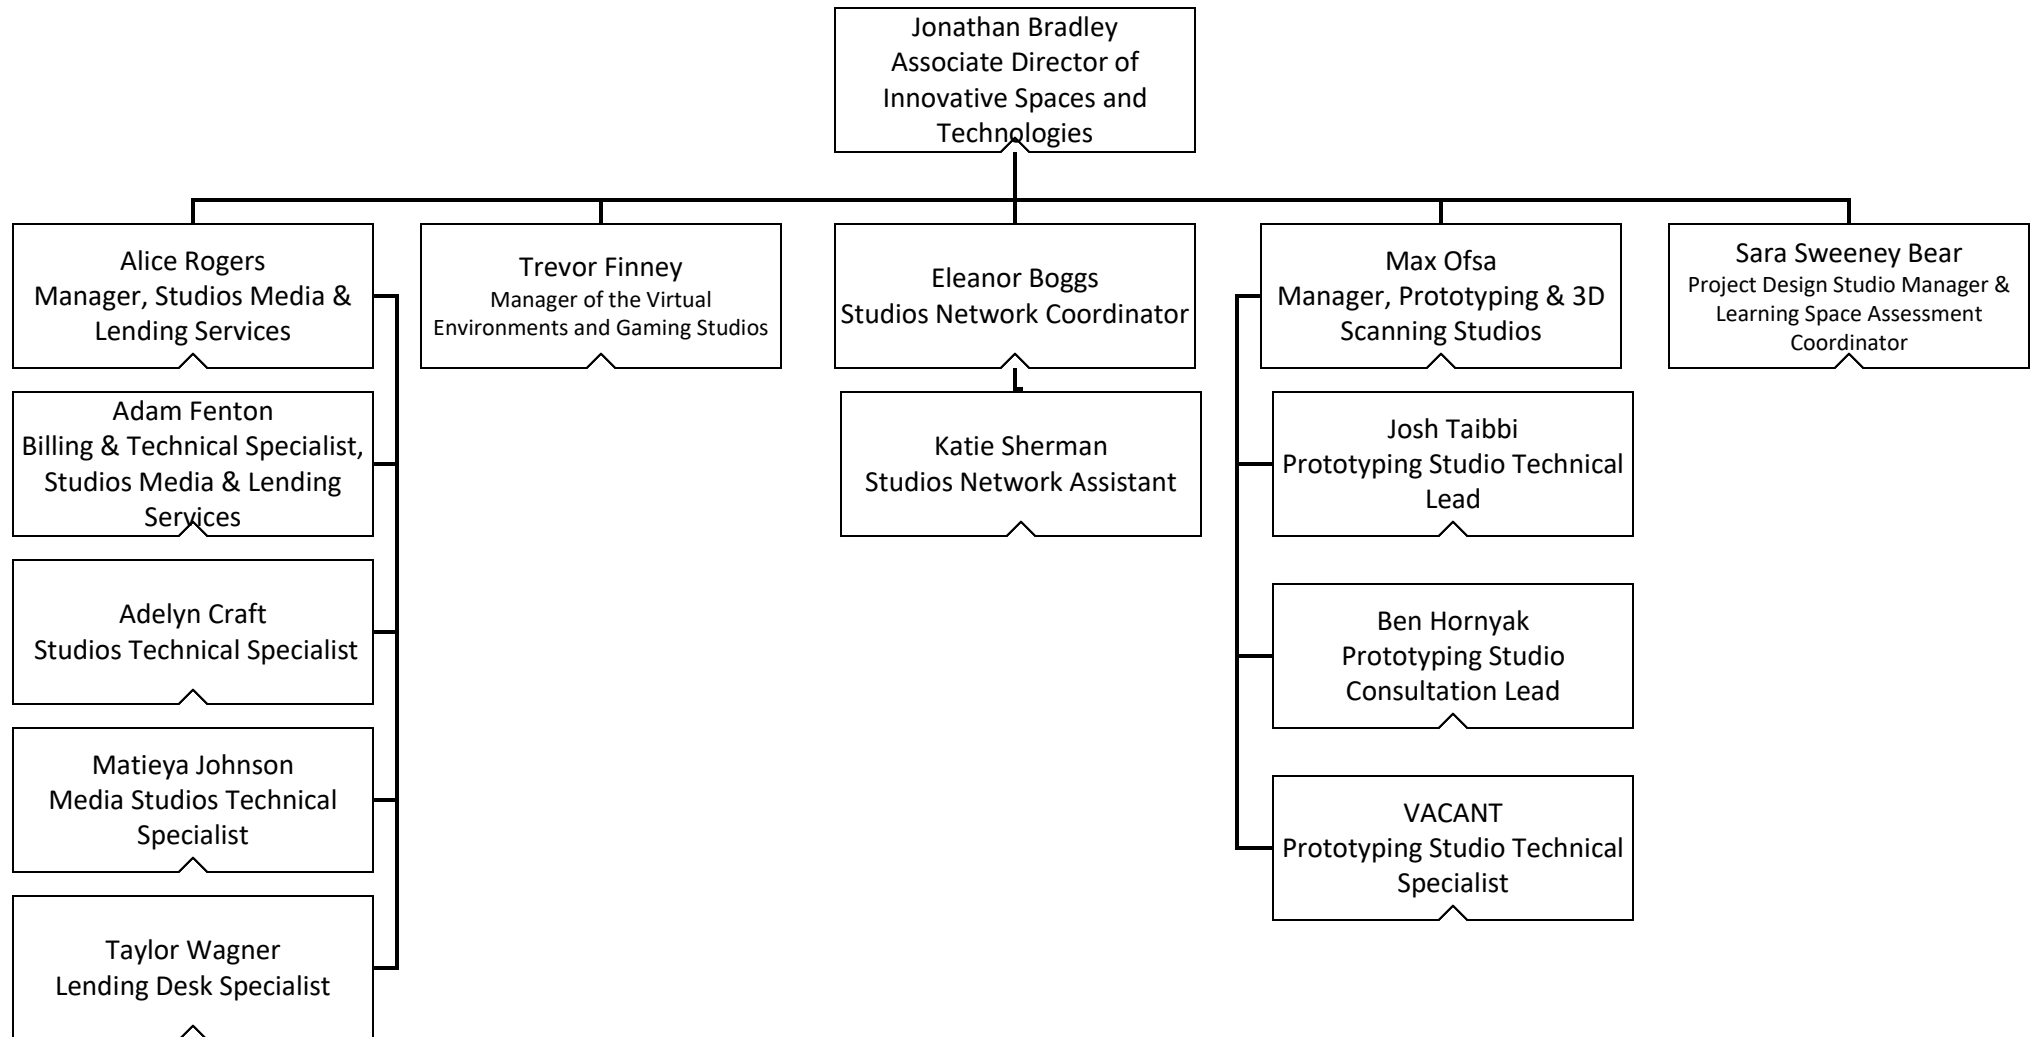 Jonathan Bradley
Associate Director of
Innovative Spaces and
Technologies
Alice Rogers
Manager, Studios Media &
Lending Services
Adam Fenton
Billing & Technical Specialist,
Studios Media & Lending
Services
Adelyn Craft
Studios Technical Specialist
Matieya Johnson
Media Studios Technical
Specialist
Taylor Wagner
Lending Desk Specialist
Trevor Finney
Manager of the Virtual
Environments and Gaming Studios
Eleanor Boggs
Studios Network Coordinator
Katie Sherman
Studios Network Assistant
Max Ofsa
Manager, Prototyping & 3D
Scanning Studios
Josh Taibbi
Prototyping Studio Technical
Lead
Ben Hornyak
Prototyping Studio
Consultation Lead
VACANT
Prototyping Studio Technical
Specialist
Sara Sweeney Bear
Project Design Studio Manager &
Learning Space Assessment
Coordinator